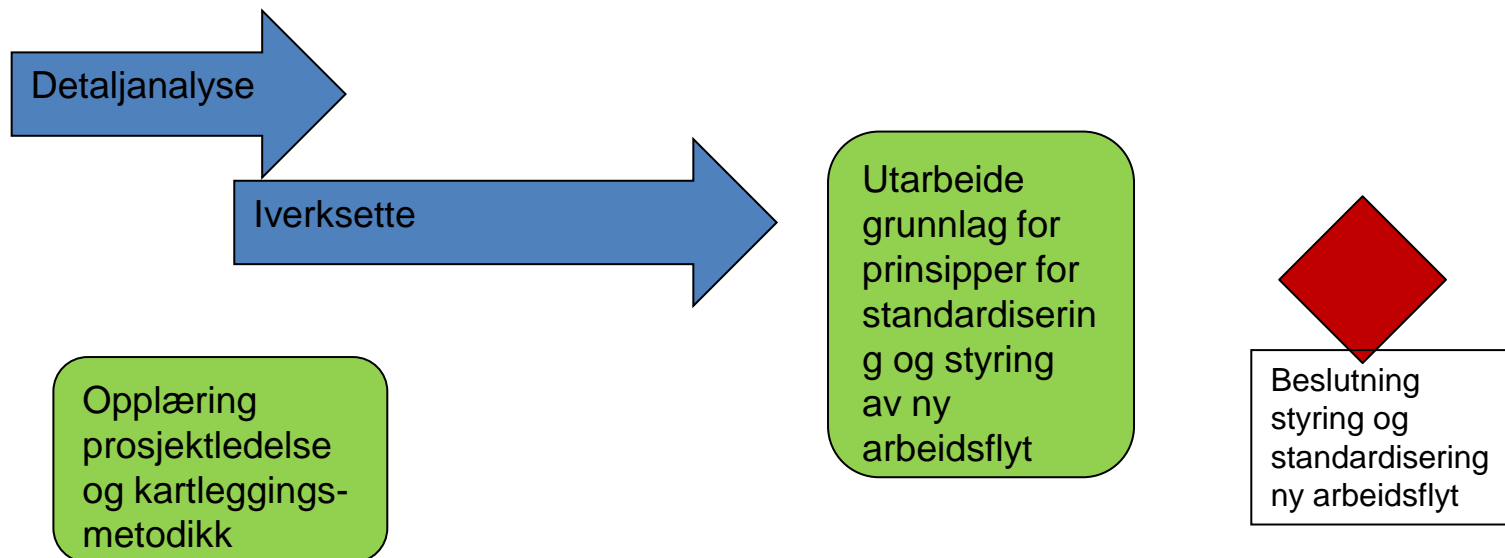 Detaljanalyse
Iverksette
Utarbeide
grunnlag for
prinsipper for
standardiserin
g og styring
av ny
arbeidsflyt
Opplæring
prosjektledelse
og kartleggings-
metodikk
Beslutning
styring og
standardisering
ny arbeidsflyt